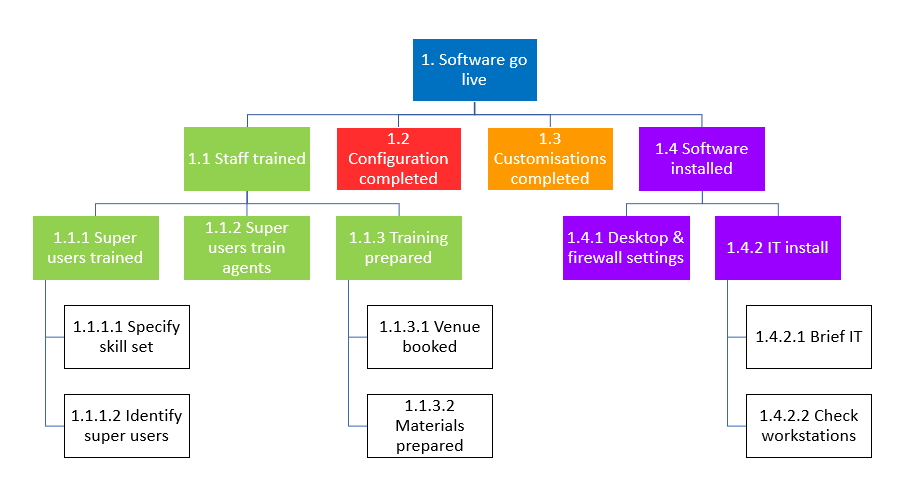 1. Software go
live
1.1 Staff trained
1.2
Configuration
completed
1.3
Customisations
completed
1.4 Software
installed
1.1.1 Super
users trained
1.1.2 Super
users train
agents
1.1.3 Training
prepared
1.4.1 Desktop &
firewall settings
1.4.2 IT install
1.1.1.1 Specify
skill set
1.1.3.1 Venue
booked
1.4.2.1 Brief IT
1.1.1.2 Identify
super users
1.1.3.2
Materials
prepared
1.4.2.2 Check
workstations